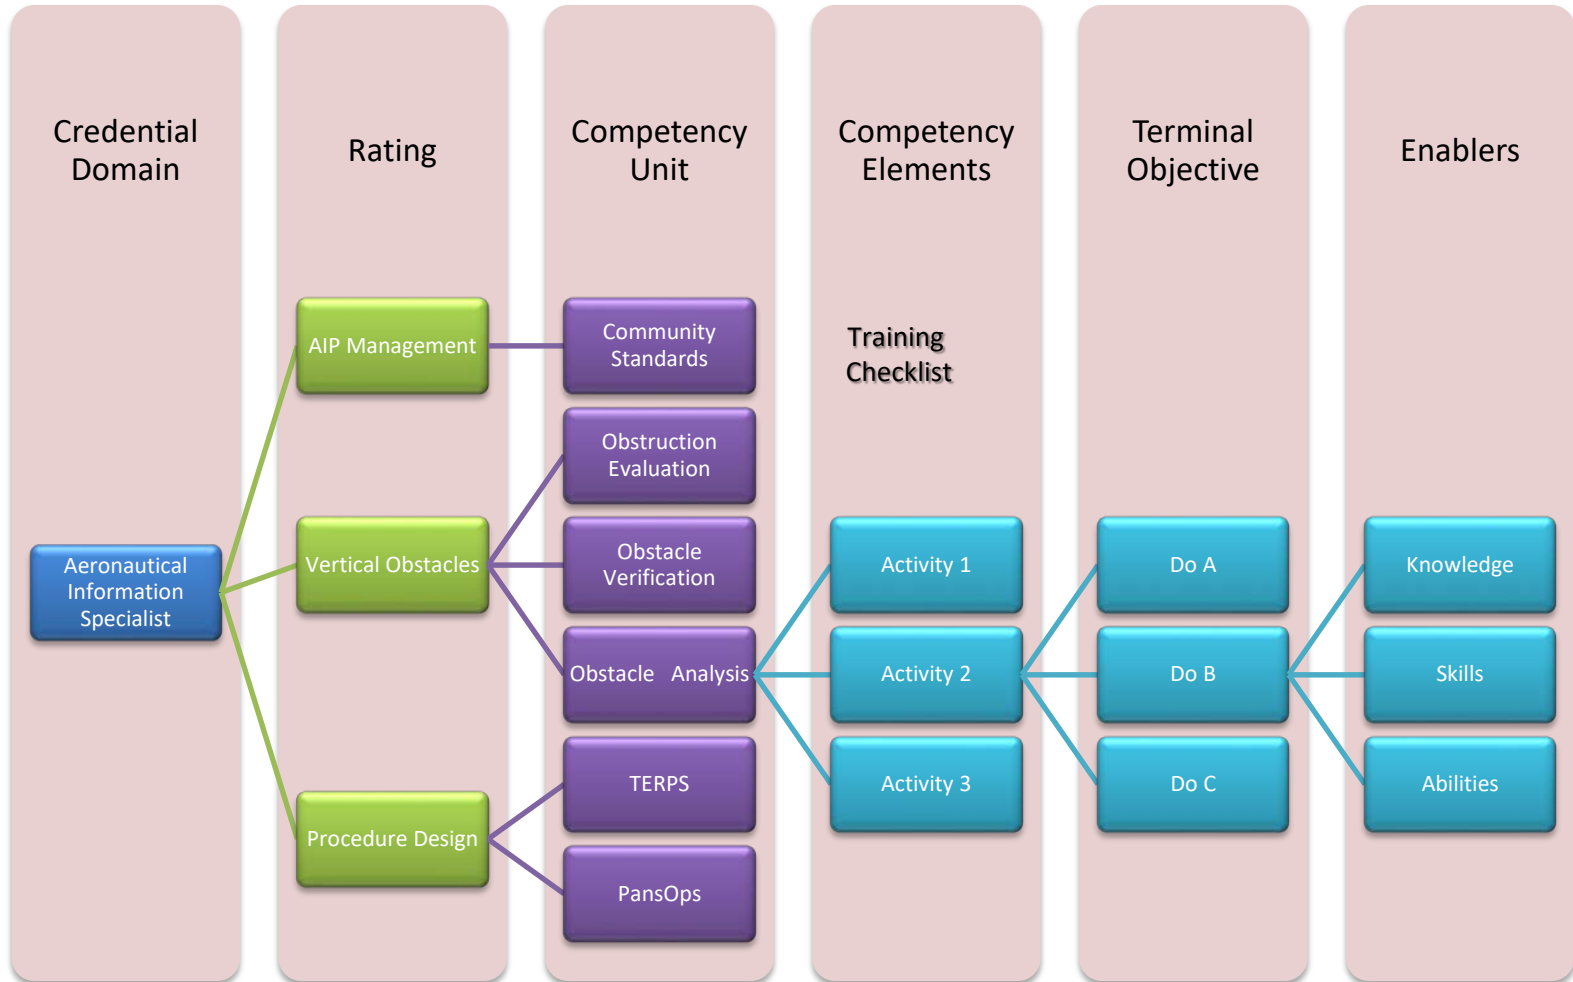 Credential
Domain
Rating
Competency
Unit
Competency
Elements
Terminal
Objective
Enablers
AIP Management
Community
Standards
Training
Checklist
Obstruction
Evaluation
Aeronautical
Information
Specialist
Vertical Obstacles
Obstacle
Verification
Activity 1
Do A
Knowledge
Obstacle Analysis
Activity 2
Do B
Skills
TERPS
Activity 3
Do C
Abilities
Procedure Design
PansOps